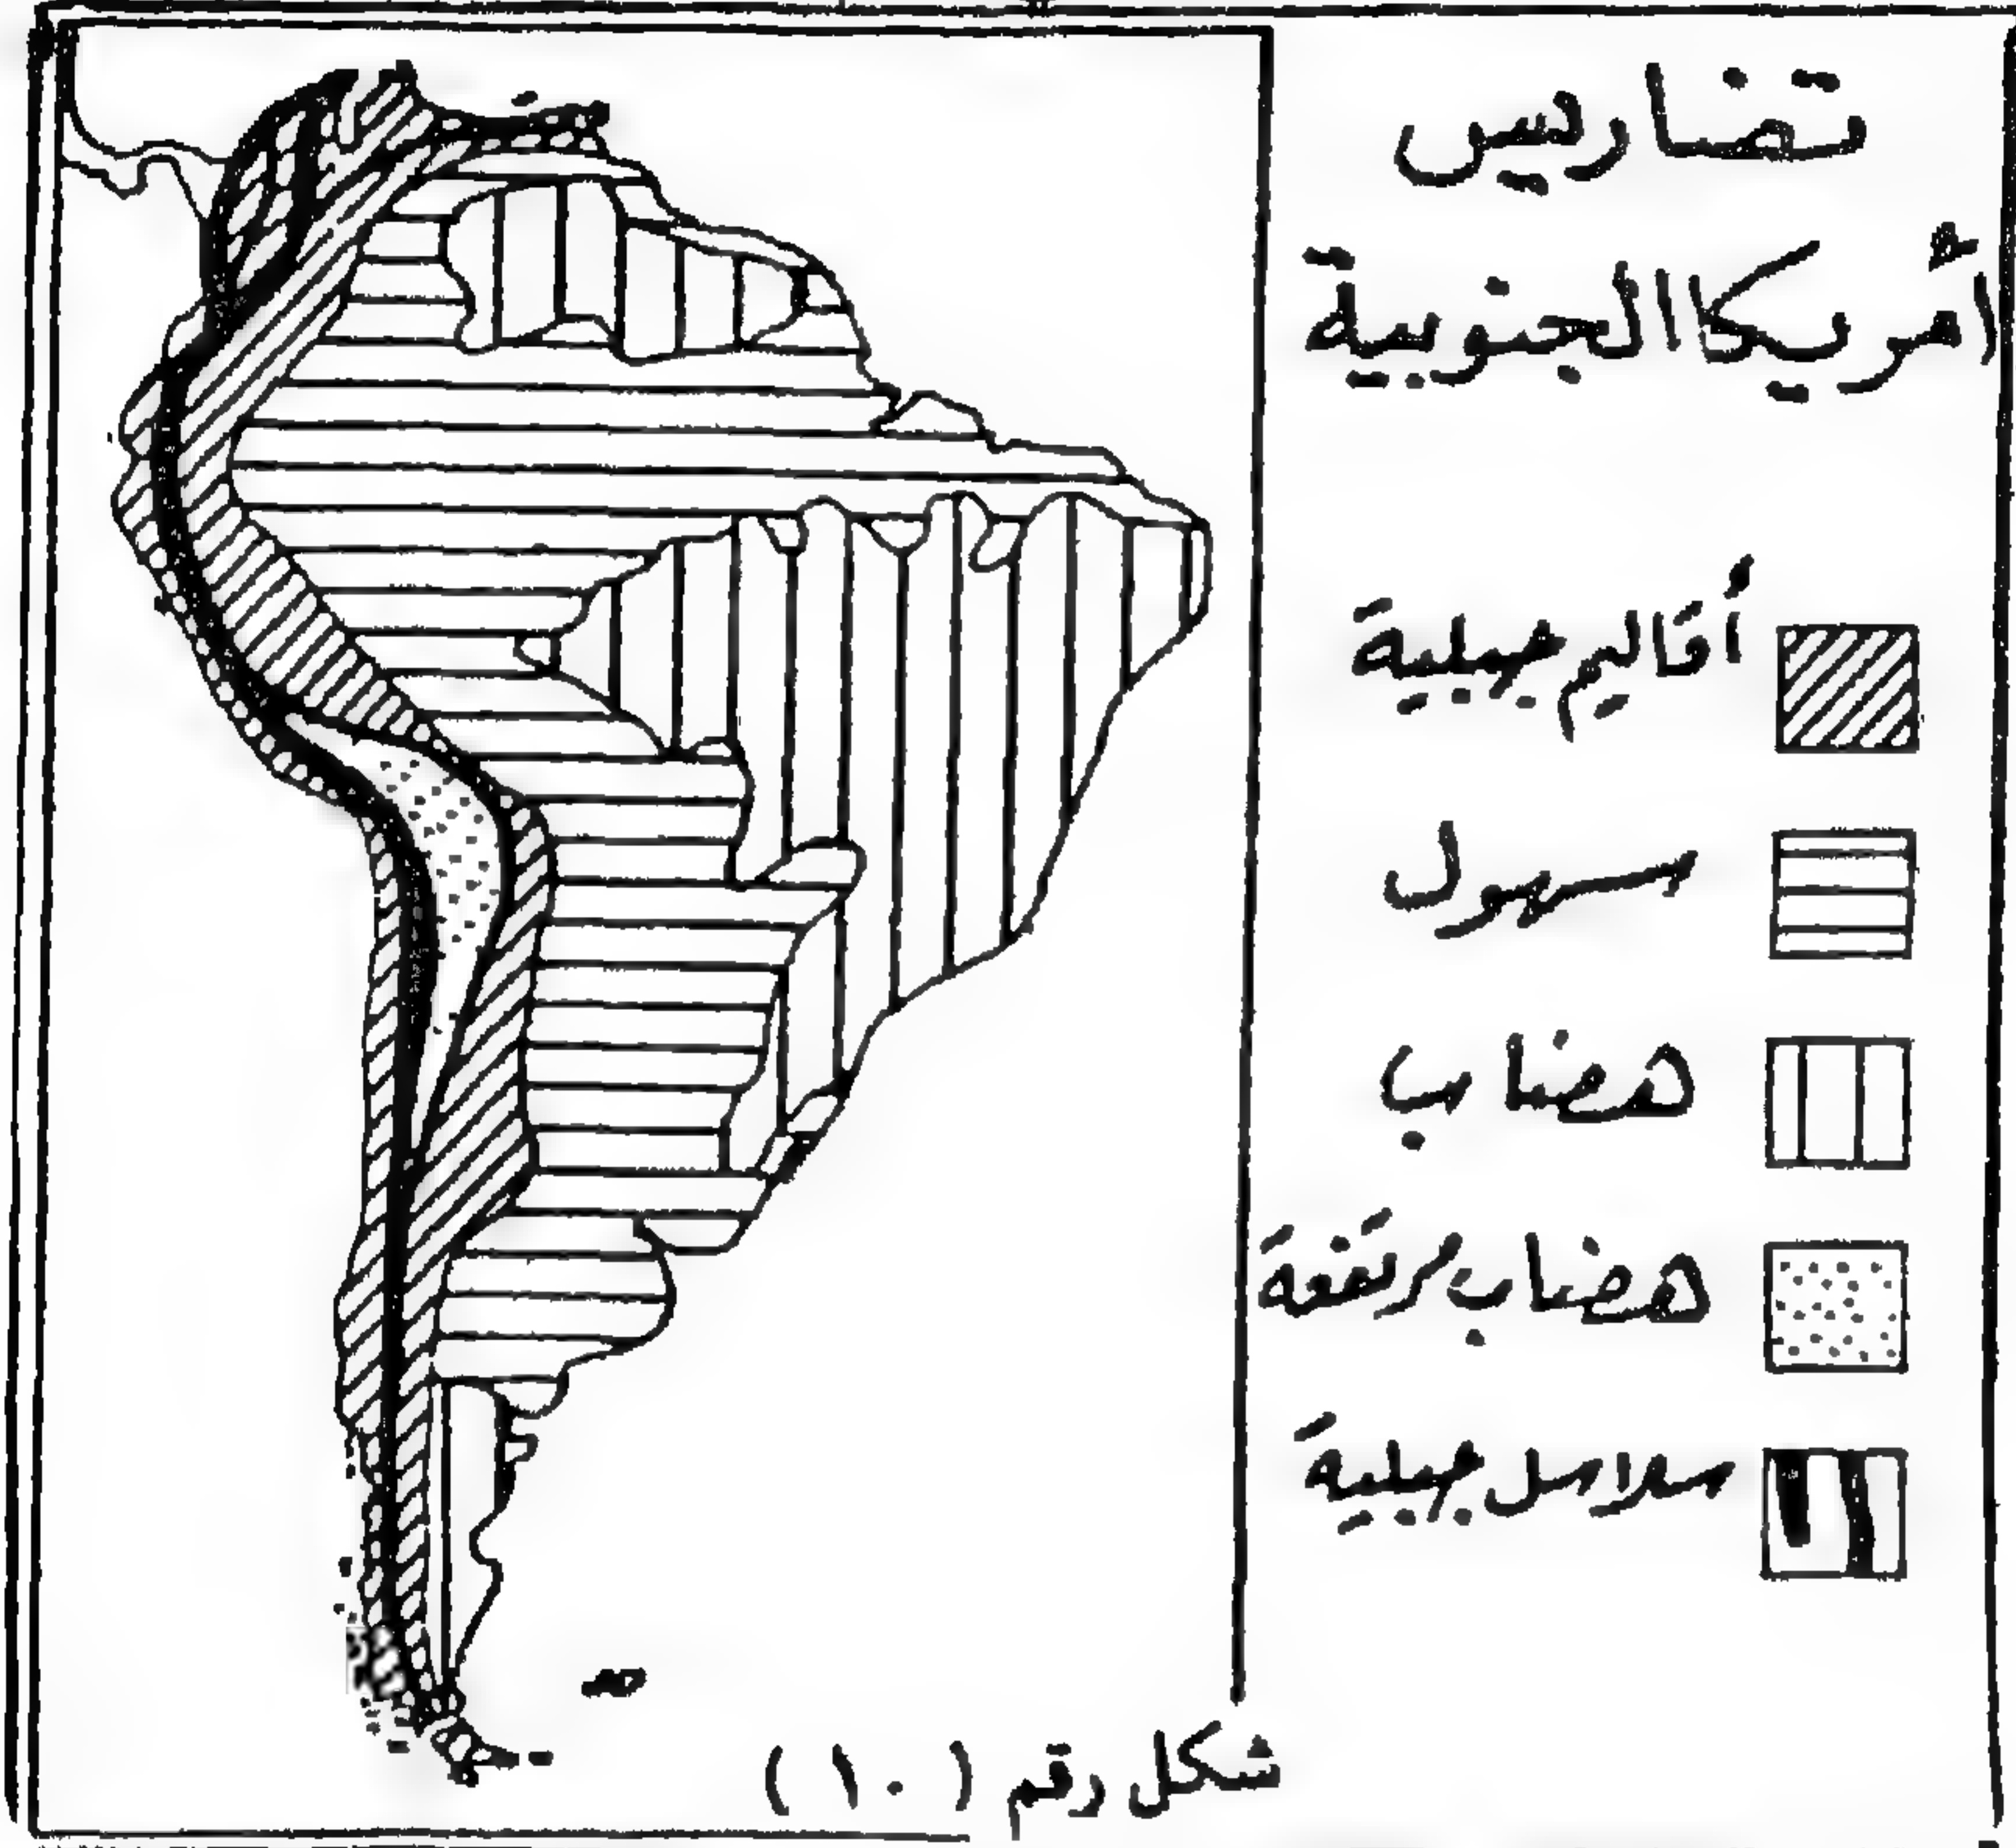 تضاريس
أمريكا الجنوبية
أقاليم جبلية
سهول
هضاب
هضاب مرتفعة
سلاسل جبلية
شكل رقم (١٠)